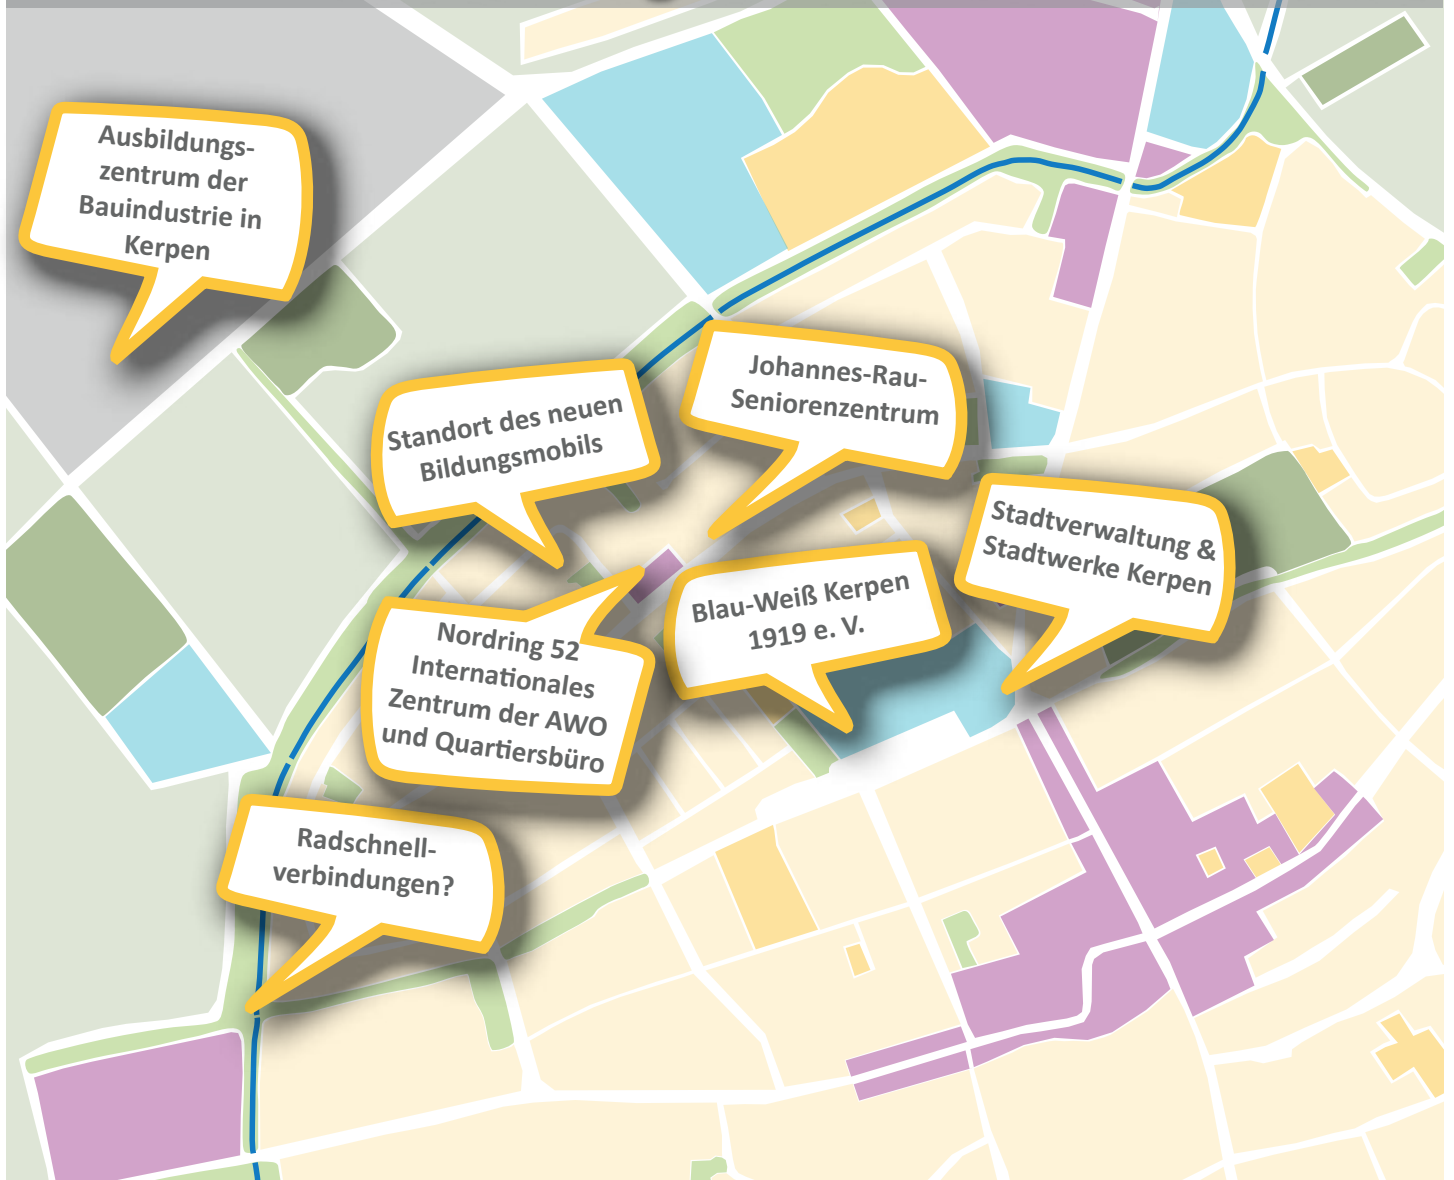 Ausbildungs-
zentrum der
Bauindustrie in
Kerpen
Johannes-Rau-
Seniorenzentrum
Standort des neuen
Bildungsmobils
Stadtverwaltung &
Stadtwerke Kerpen
Blau-Weiß Kerpen
1919 e. V.
Nordring 52
Internationales
Zentrum der AWO
und Quartiersbüro
Radschnell-
verbindungen?